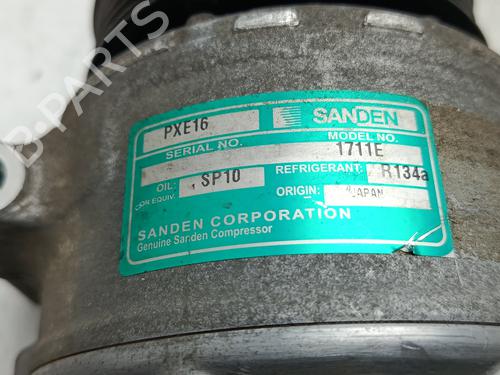 SANDEN
PXE16
SERIAL NO.
MODEL NO.
1711E
OIL:
SP10
REFRIGERANT:
R134a
OR EQUIV.
ORIGIN:
JAPAN
SANDEN CORPORATION
Genuine Sanden Compressor